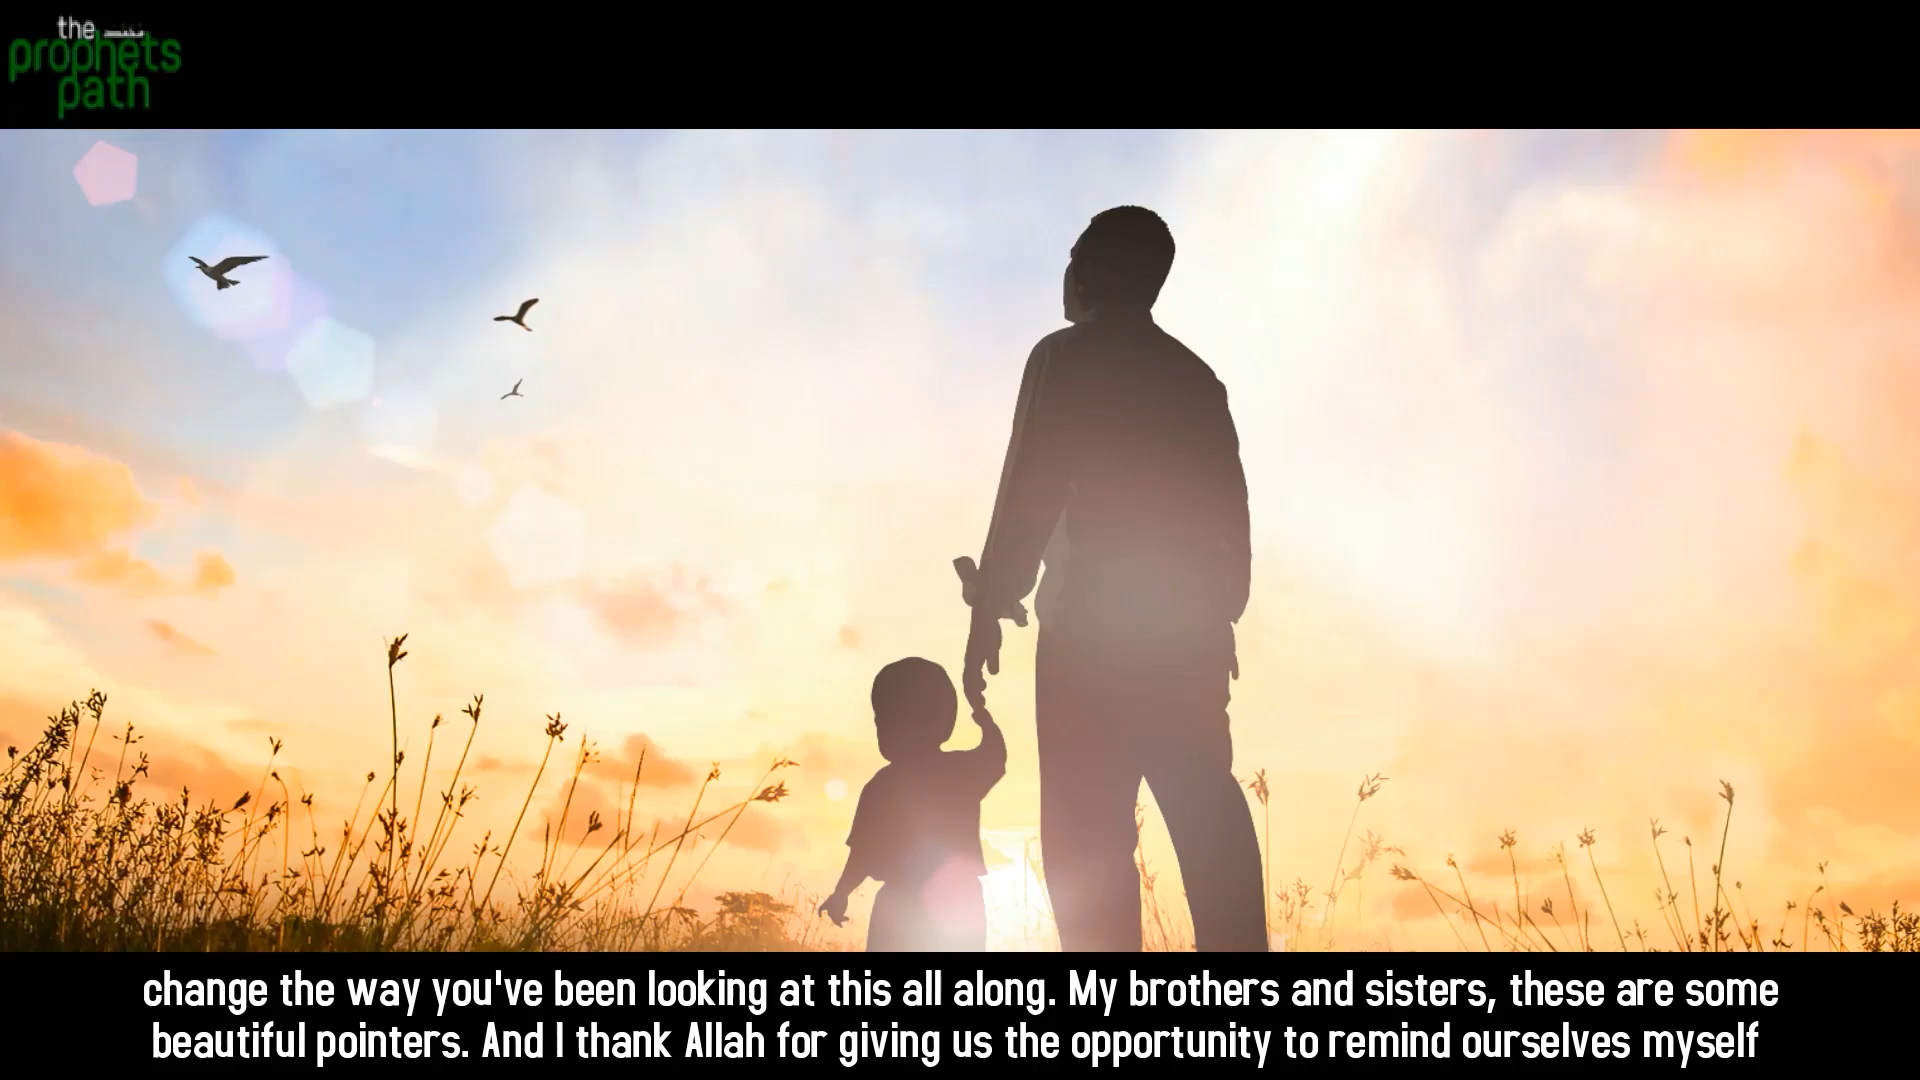 the
prophets
path
change the way you've been looking at this all along. My brothers and sisters, these are some
beautiful pointers. And I thank Allah for giving us the opportunity to remind ourselves myself